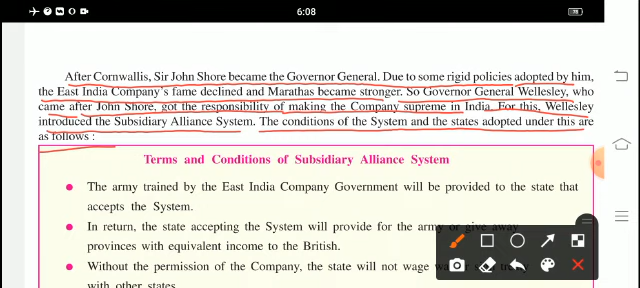 6:08
After Cornwallis, Sir John Shore became the Governor General. Due to some rigid policies adopted by him,
the East India Company's fame declined and Marathas became stronger. So Governor General Wellesley, who
came after John Shore, got the responsibility of making the Company supreme in India. For this, Wellesley
introduced the Subsidiary Alliance System. The conditions of the System and the states adopted under this are
as follows :
Terms and Conditions of Subsidiary Alliance System
• The army trained by the East India Company Government will be provided to the state that
accepts the System.
• In return, the state accepting the System will provide for the army or give away
provinces with equivalent income to the British.
• Without the permission of the Company, the state will not wage
with other states.